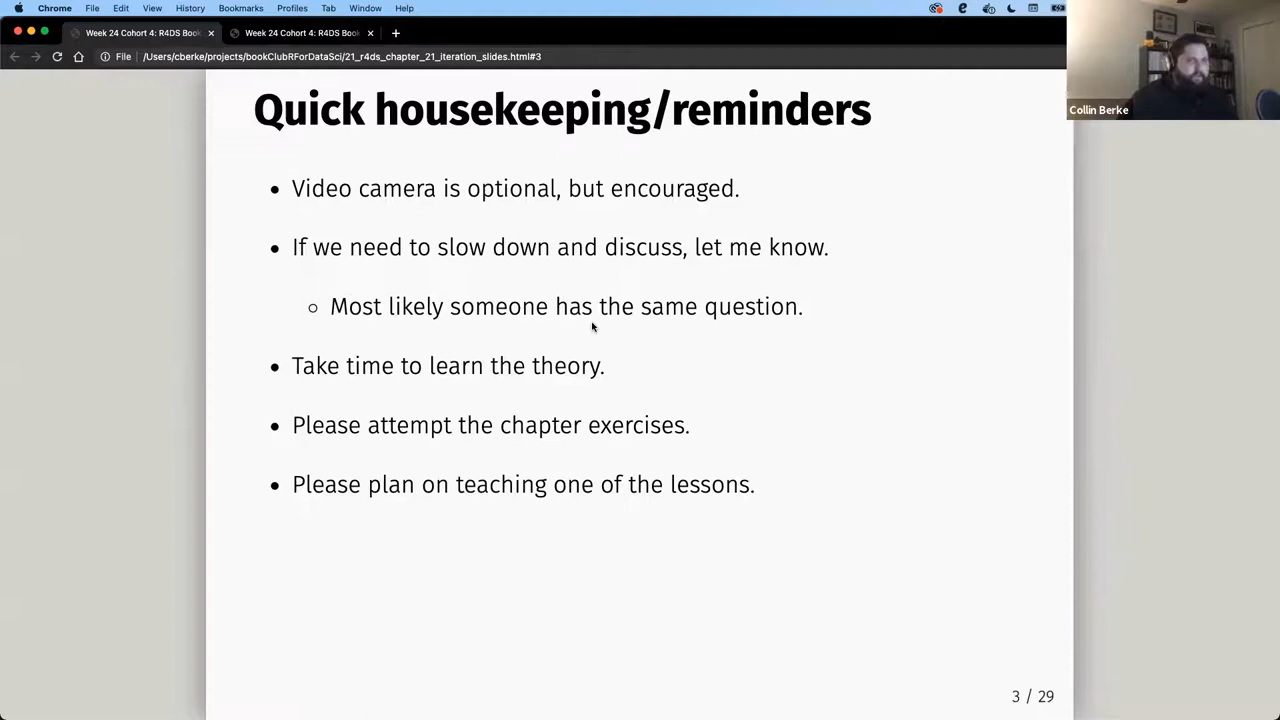 Chrome File Edit View History Bookmarks Profiles Tab Window Help
Week 24 Cohort 4: R4DS Book Week 24 Cohort 4: R4DS Book
File /Users/cberke/projects/bookClubRForDataSci/21_r4ds_chapter_21_iteration_slides.html#3
Collin Berke
Quick housekeeping/reminders
• Video camera is optional, but encouraged.
• If we need to slow down and discuss, let me know.
○ Most likely someone has the same question.
• Take time to learn the theory.
• Please attempt the chapter exercises.
• Please plan on teaching one of the lessons.
3 / 29